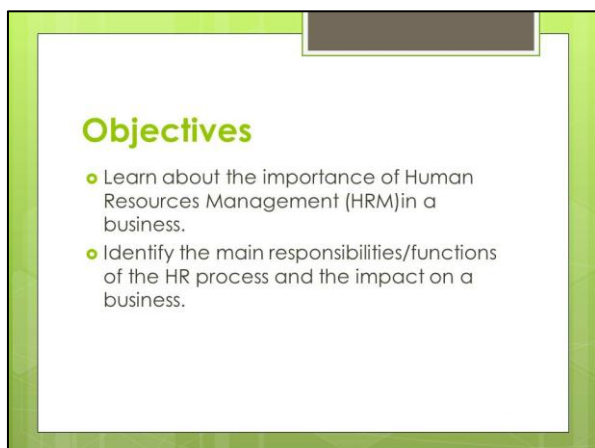 Objectives
Learn about the importance of Human
Resources Management (HRM)in a
business.
Identify the main responsibilities/functions
of the HR process and the impact on a
business.